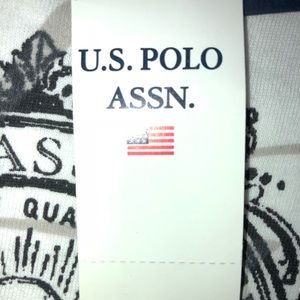 U.S. POLO
ASSN.
AS
QUA